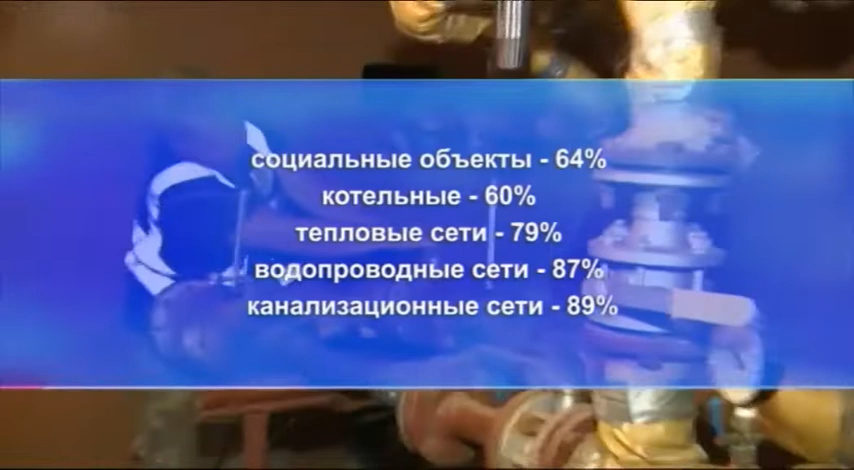 социальные объекты - 64%
котельные - 60%
тепловые сети - 79%
водопроводные сети - 87%
канализационные сети - 89%